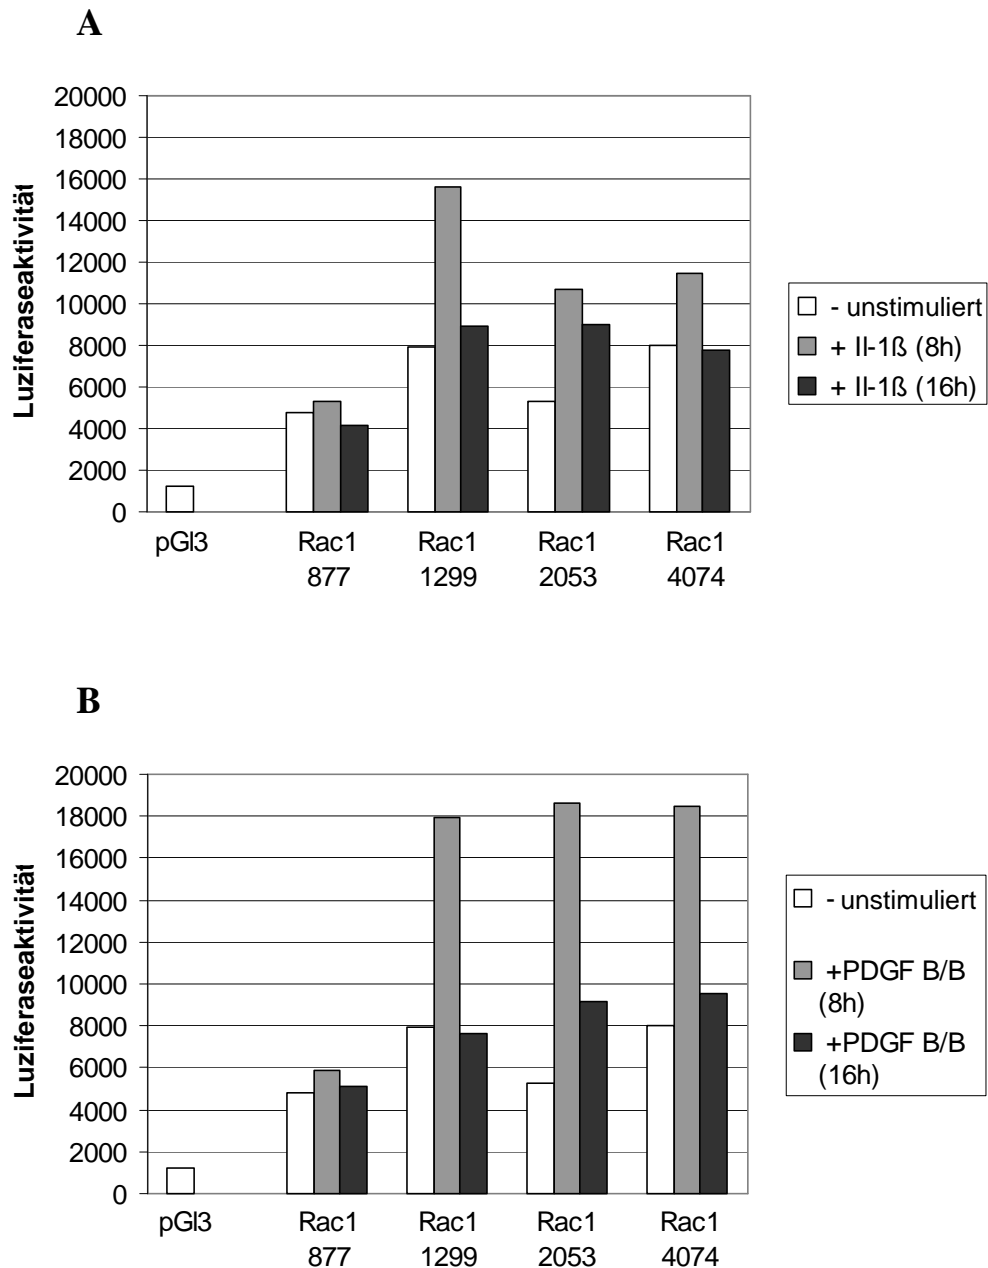 A
20000
18000
16000
14000
12000
10000
8000
6000
4000
2000
0
Luziferaseaktivität
pGl3
Rac1
877
Rac1
1299
Rac1
2053
Rac1
4074
- unstimuliert
+ Il-1ß (8h)
+ Il-1ß (16h)
B
20000
18000
16000
14000
12000
10000
8000
6000
4000
2000
0
Luziferaseaktivität
pGl3
Rac1
877
Rac1
1299
Rac1
2053
Rac1
4074
- unstimuliert
+PDGF B/B
(8h)
+PDGF B/B
(16h)